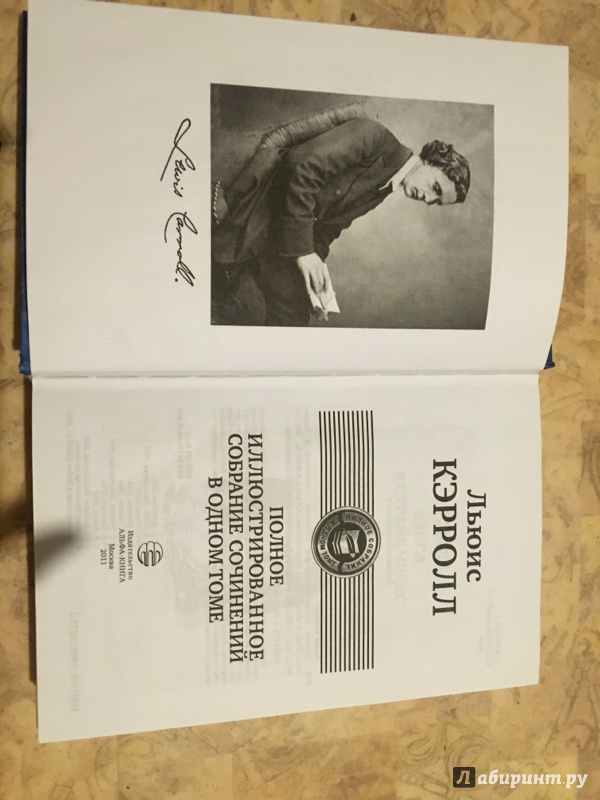 Lewis Carroll.
Льюис
КЭРРОЛЛ
ПОЛНОЕ СОБРАНИЕ
В ОДНОМ ТОМЕ
ПОЛНОЕ
ИЛЛЮСТРИРОВАННОЕ
СОБРАНИЕ СОЧИНЕНИЙ
В ОДНОМ ТОМЕ
Издательство
АЛЬФА-КНИГА
Москва
2011
Лабиринт.ру